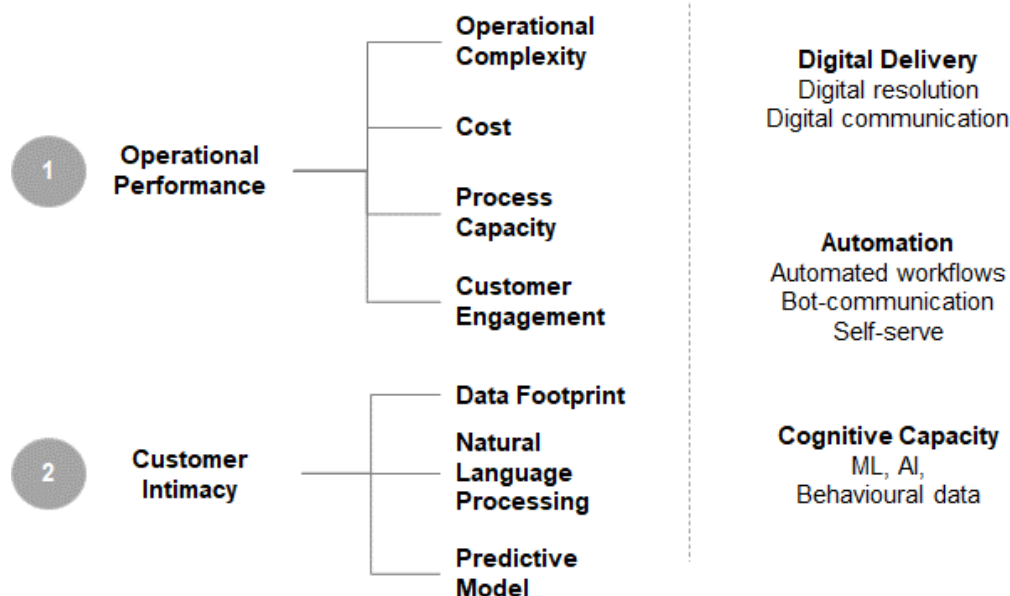 1
Operational
Performance
Operational
Complexity
Cost
Process
Capacity
Customer
Engagement
2
Customer
Intimacy
Data Footprint
Natural
Language
Processing
Predictive
Model
Digital Delivery
Digital resolution
Digital communication
Automation
Automated workflows
Bot-communication
Self-serve
Cognitive Capacity
ML, AI,
Behavioural data